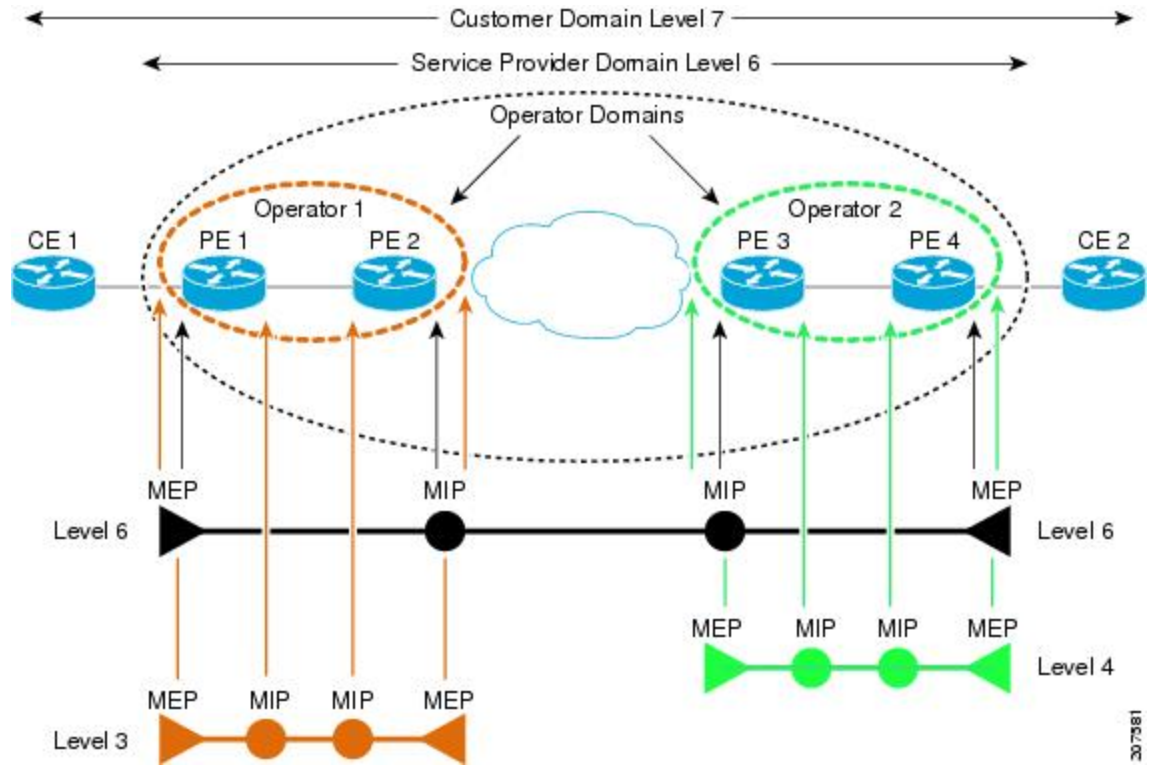 Customer Domain Level 7
Service Provider Domain Level 6
Operator Domains
Operator 1
Operator 2
CE 1
PE 1
PE 2
PE 3
PE 4
CE 2
MEP
MIP
MIP
MEP
Level 6
Level 6
MEP
MIP
MIP
MEP
Level 4
MEP
MIP
MIP
MEP
Level 3
207581